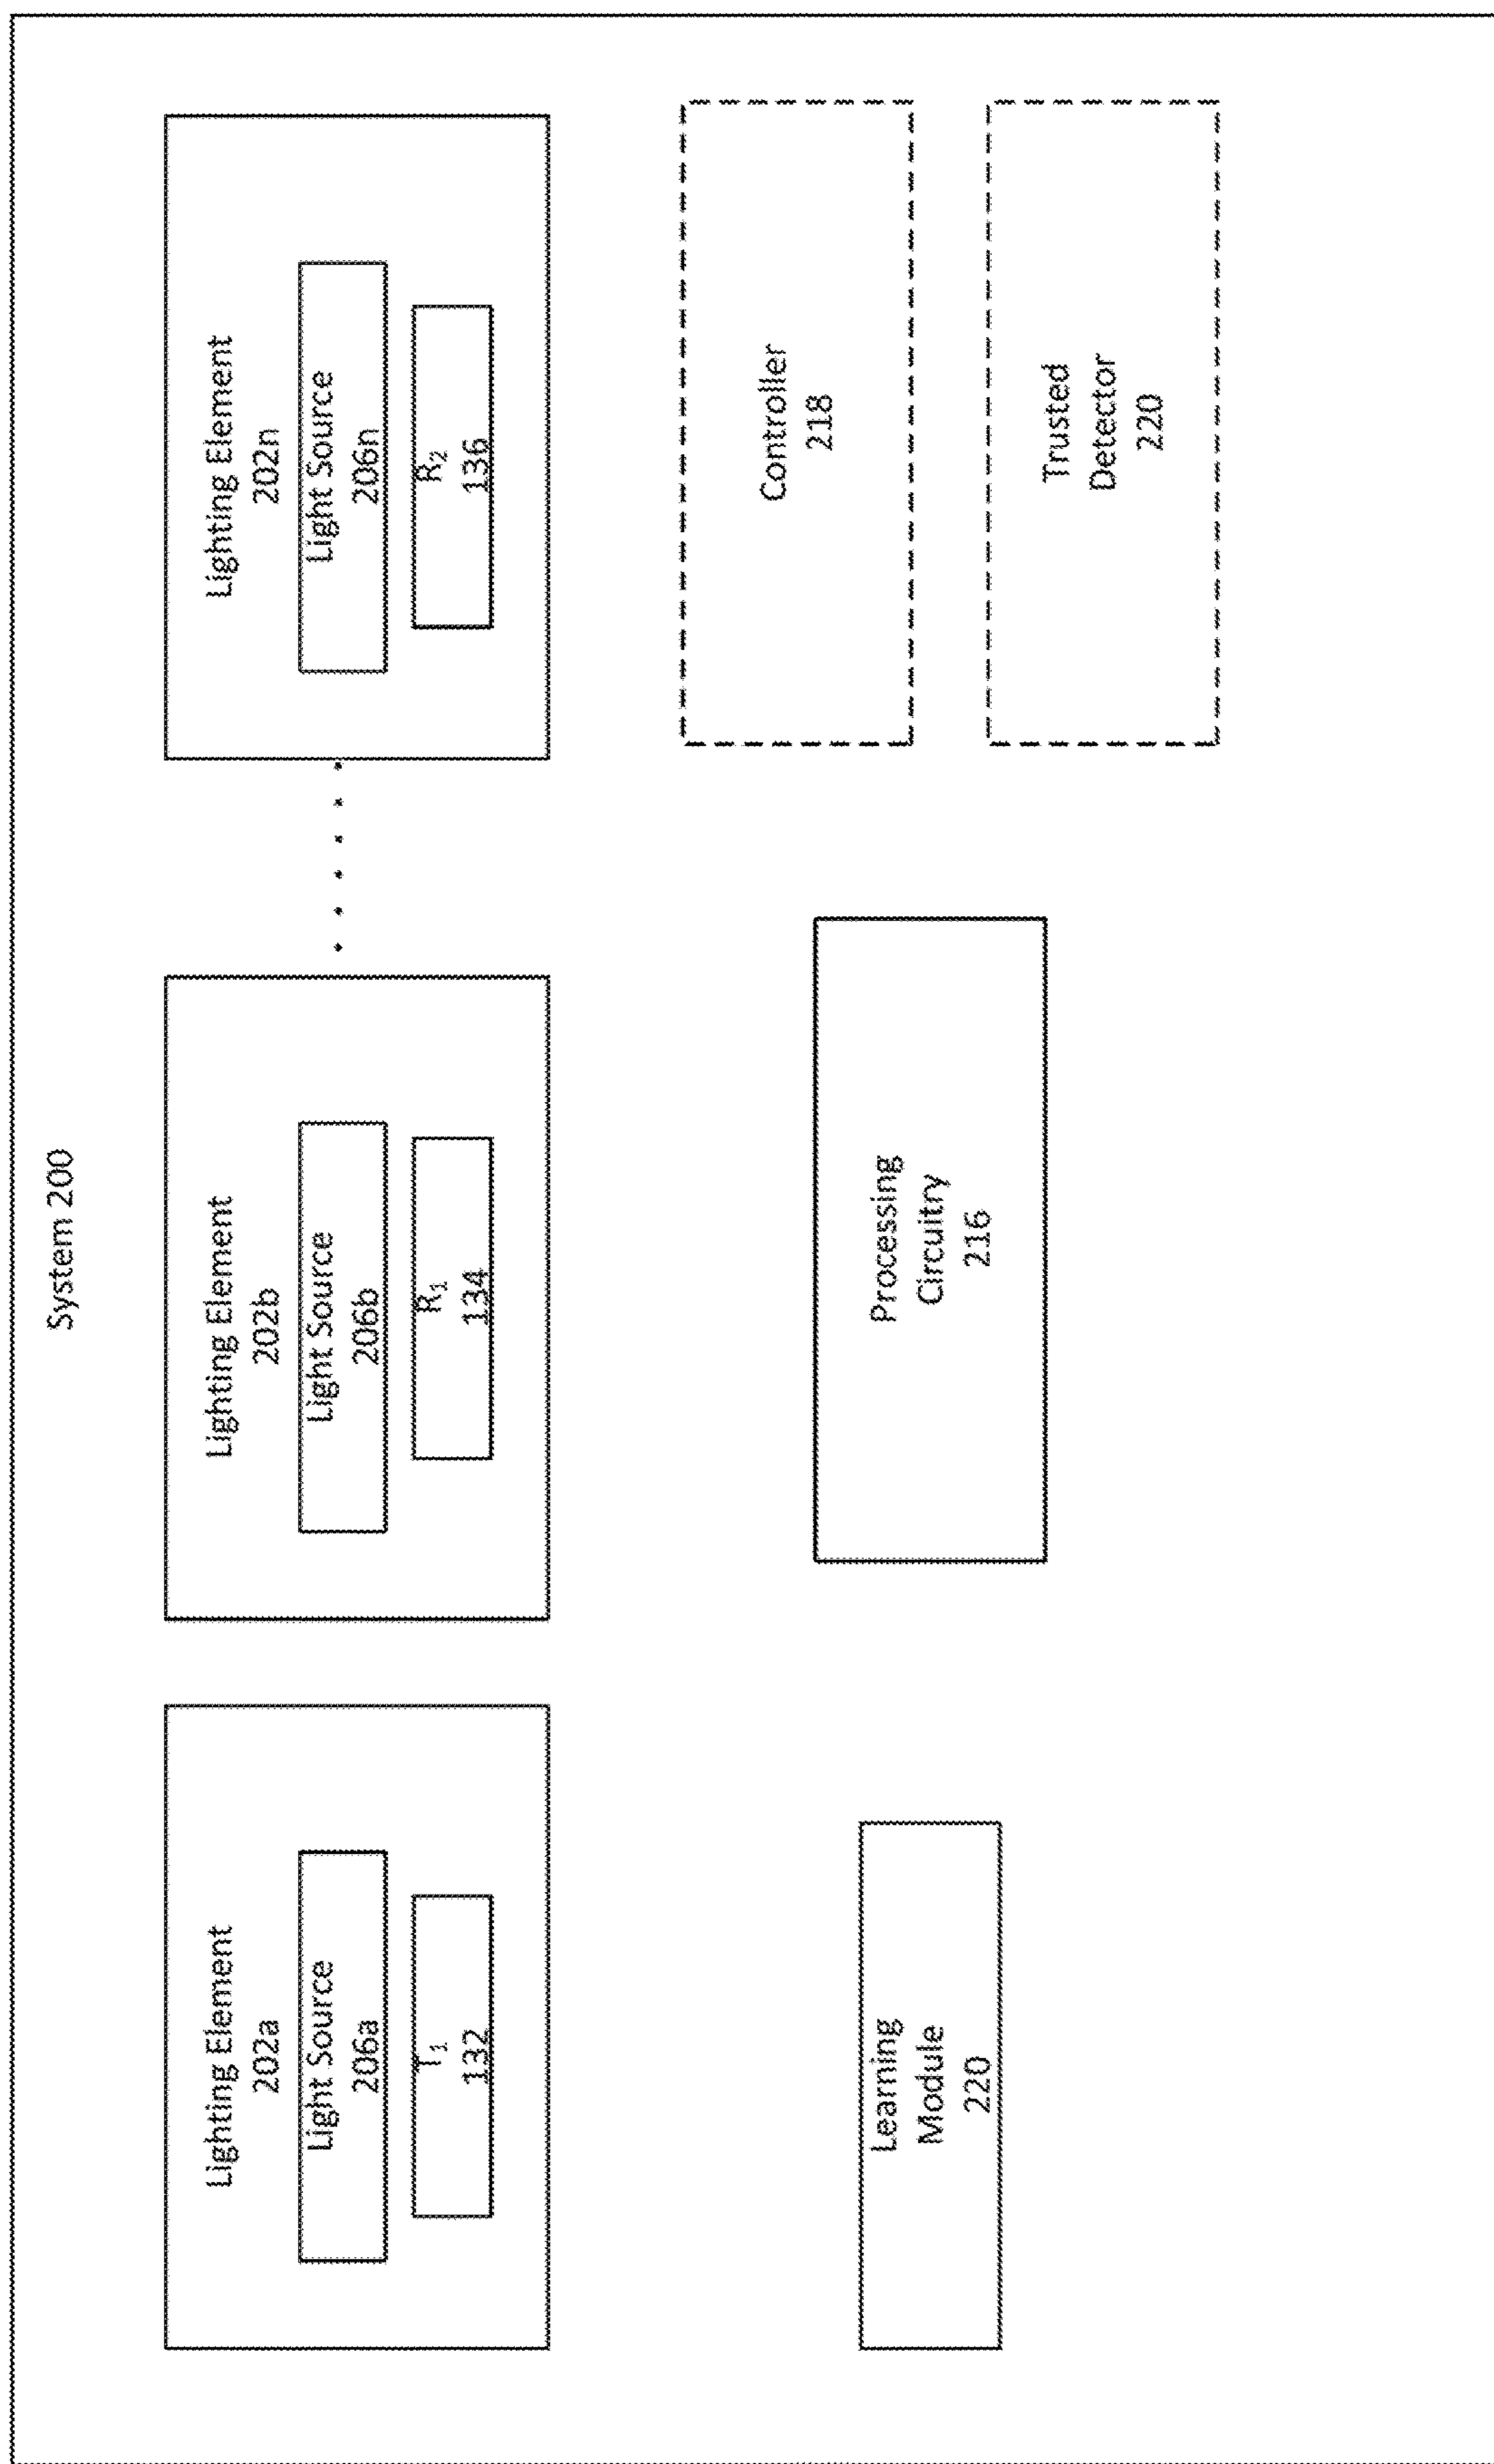 System 200
Lighting Element
202a
Light Source
206a
T₁
132
Lighting Element
202b
Light Source
206b
R₁
134
Lighting Element
202n
Light Source
206n
R₂
136
Learning
Module
220
Processing
Circuitry
216
Controller
218
Trusted
Detector
220